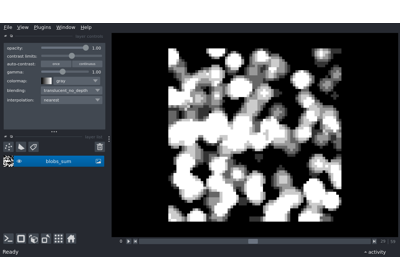 File View Plugins Window Help
opacity: 1.00
contrast limits:
auto-contrast: once continuous
gamma: 1.00
colormap: gray
blending: translucent_no_depth
interpolation: nearest
blobs_sum
Ready
activity